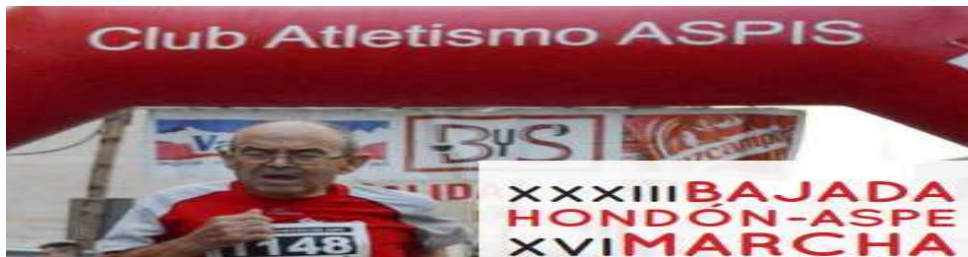 Club Atletismo ASPIS
ByS
XXXIII BAJADA
HONDÓN-ASPE
XVI MARCHA
1148